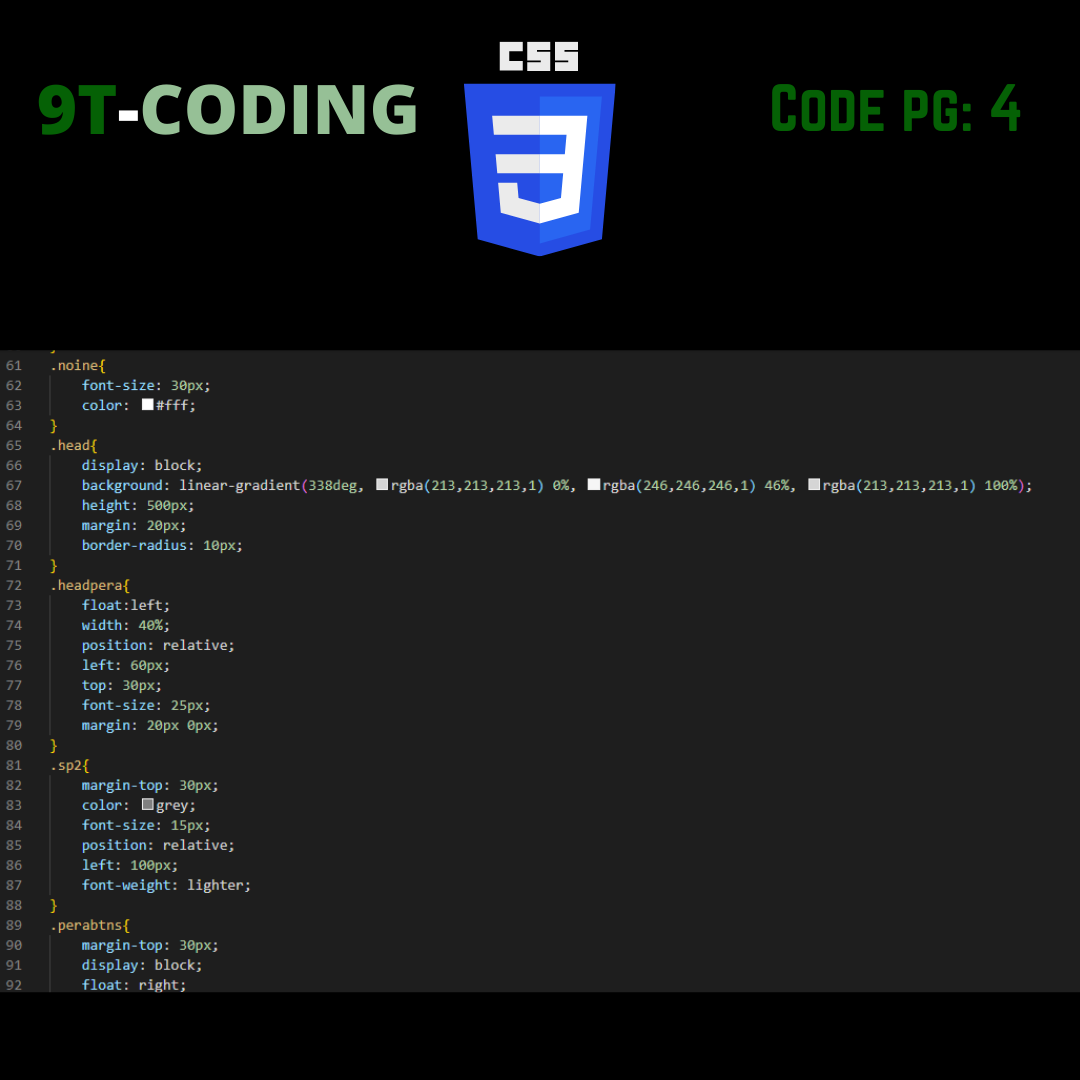 CSS
9T-CODING
CODE PG: 4
61 .noine{
62 font-size: 30px;
63 color: #fff;
64 }
65 .head{
66 display: block;
67 background: linear-gradient(338deg, rgba(213,213,213,1) 0%, rgba(246,246,246,1) 46%, rgba(213,213,213,1) 100%);
68 height: 500px;
69 margin: 20px;
70 border-radius: 10px;
71 }
72 .headpera{
73 float:left;
74 width: 40%;
75 position: relative;
76 left: 60px;
77 top: 30px;
78 font-size: 25px;
79 margin: 20px 0px;
80 }
81 .sp2{
82 margin-top: 30px;
83 color: grey;
84 font-size: 15px;
85 position: relative;
86 left: 100px;
87 font-weight: lighter;
88 }
89 .perabtns{
90 margin-top: 30px;
91 display: block;
92 float: right;